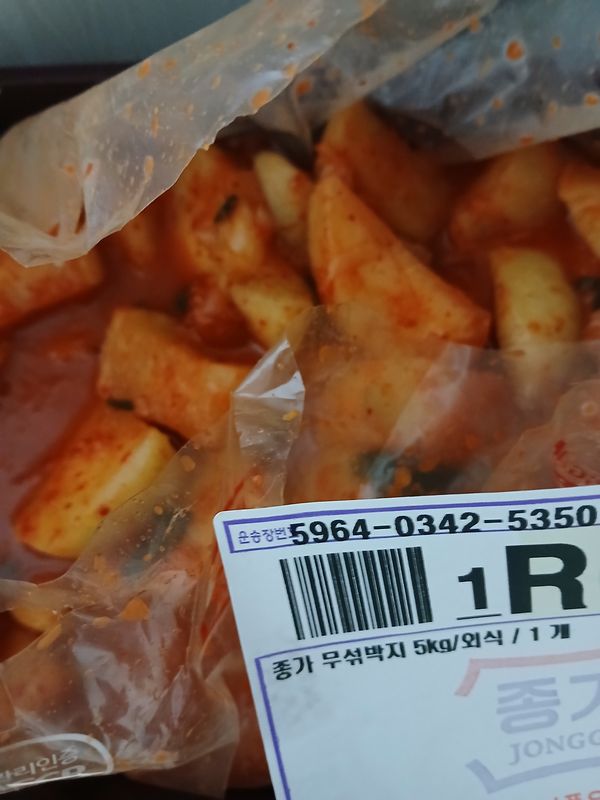 운송장번호
5964-0342-5350
1R
종가 무섞박지 5kg/외식 / 1 개
종가
JONGG